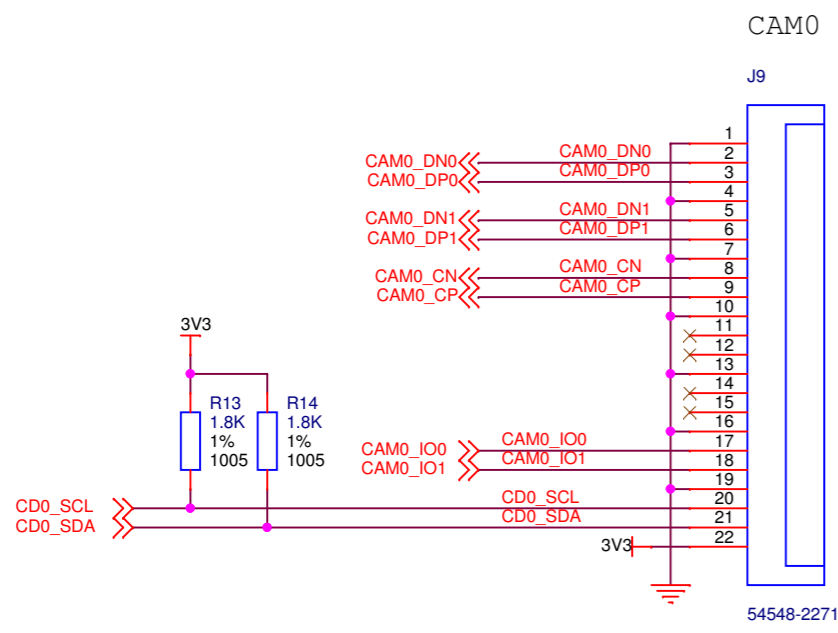 CAM0
J9
1
CAM0_DN0 CAM0_DN0 2
CAM0_DP0 CAM0_DP0 3
4
CAM0_DN1 CAM0_DN1 5
CAM0_DP1 CAM0_DP1 6
7
CAM0_CN CAM0_CN 8
CAM0_CP CAM0_CP 9
10
3V3 11
12
13
R13 R14 14
1.8K 1.8K 15
1% 1% 16
1005 1005
CAM0_IO0 CAM0_IO0 17
CAM0_IO1 CAM0_IO1 18
19
CD0_SCL CD0_SCL 20
CD0_SDA CD0_SDA 21
3V3 22
54548-2271